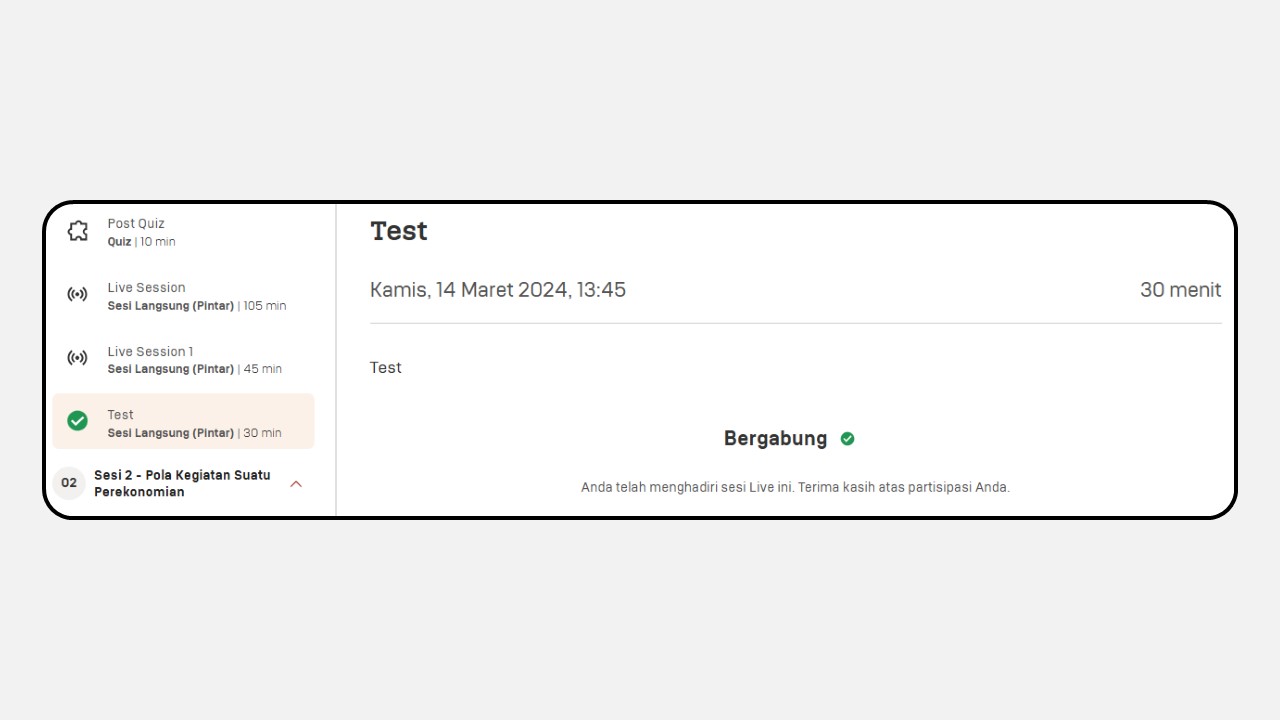 Post Quiz
Quiz | 10 min
Live Session
Sesi Langsung (Pintar) | 105 min
Live Session 1
Sesi Langsung (Pintar) | 45 min
Test
Sesi Langsung (Pintar) | 30 min
02
Sesi 2 - Pola Kegiatan Suatu
Perekonomian
Test
Kamis, 14 Maret 2024, 13:45
30 menit
Test
Bergabung
Anda telah menghadiri sesi Live ini. Terima kasih atas partisipasi Anda.